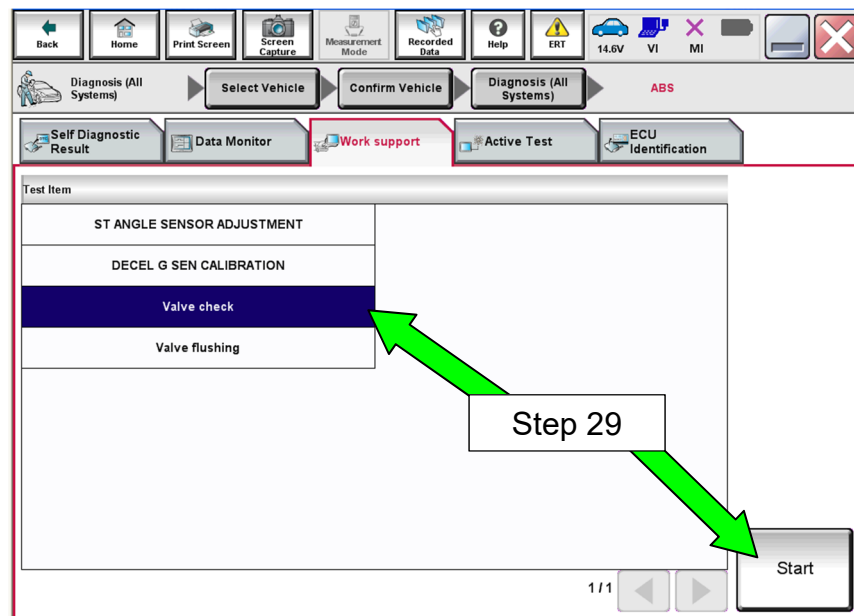 Back
Home
Print Screen
Screen
Capture
Measurement
Mode
Recorded
Data
Help
ERT
14.6V
VI
MI
Diagnosis (All
Systems)
Select Vehicle
Confirm Vehicle
Diagnosis (All
Systems)
ABS
Self Diagnostic
Result
Data Monitor
Work support
Active Test
ECU
Identification
Test Item
ST ANGLE SENSOR ADJUSTMENT
DECEL G SEN CALIBRATION
Valve check
Valve flushing
Step 29
Start
1/1